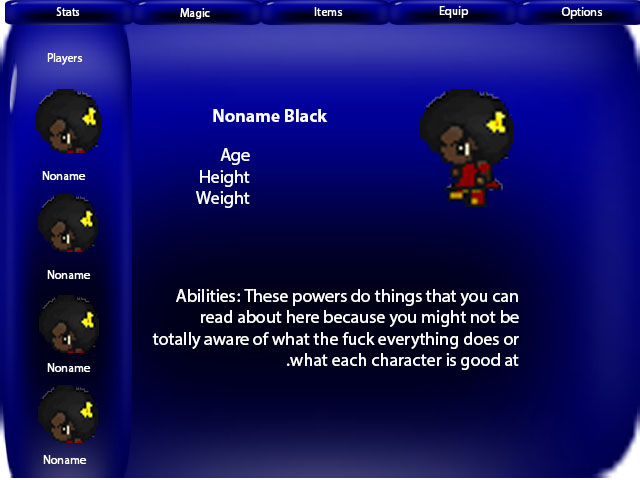 Stats Magic Items Equip Options
Players
Noname
Noname
Noname
Noname
Noname Black
Age
Height
Weight
Abilities: These powers do things that you can
read about here because you might not be
totally aware of what the fuck everything does or
.what each character is good at